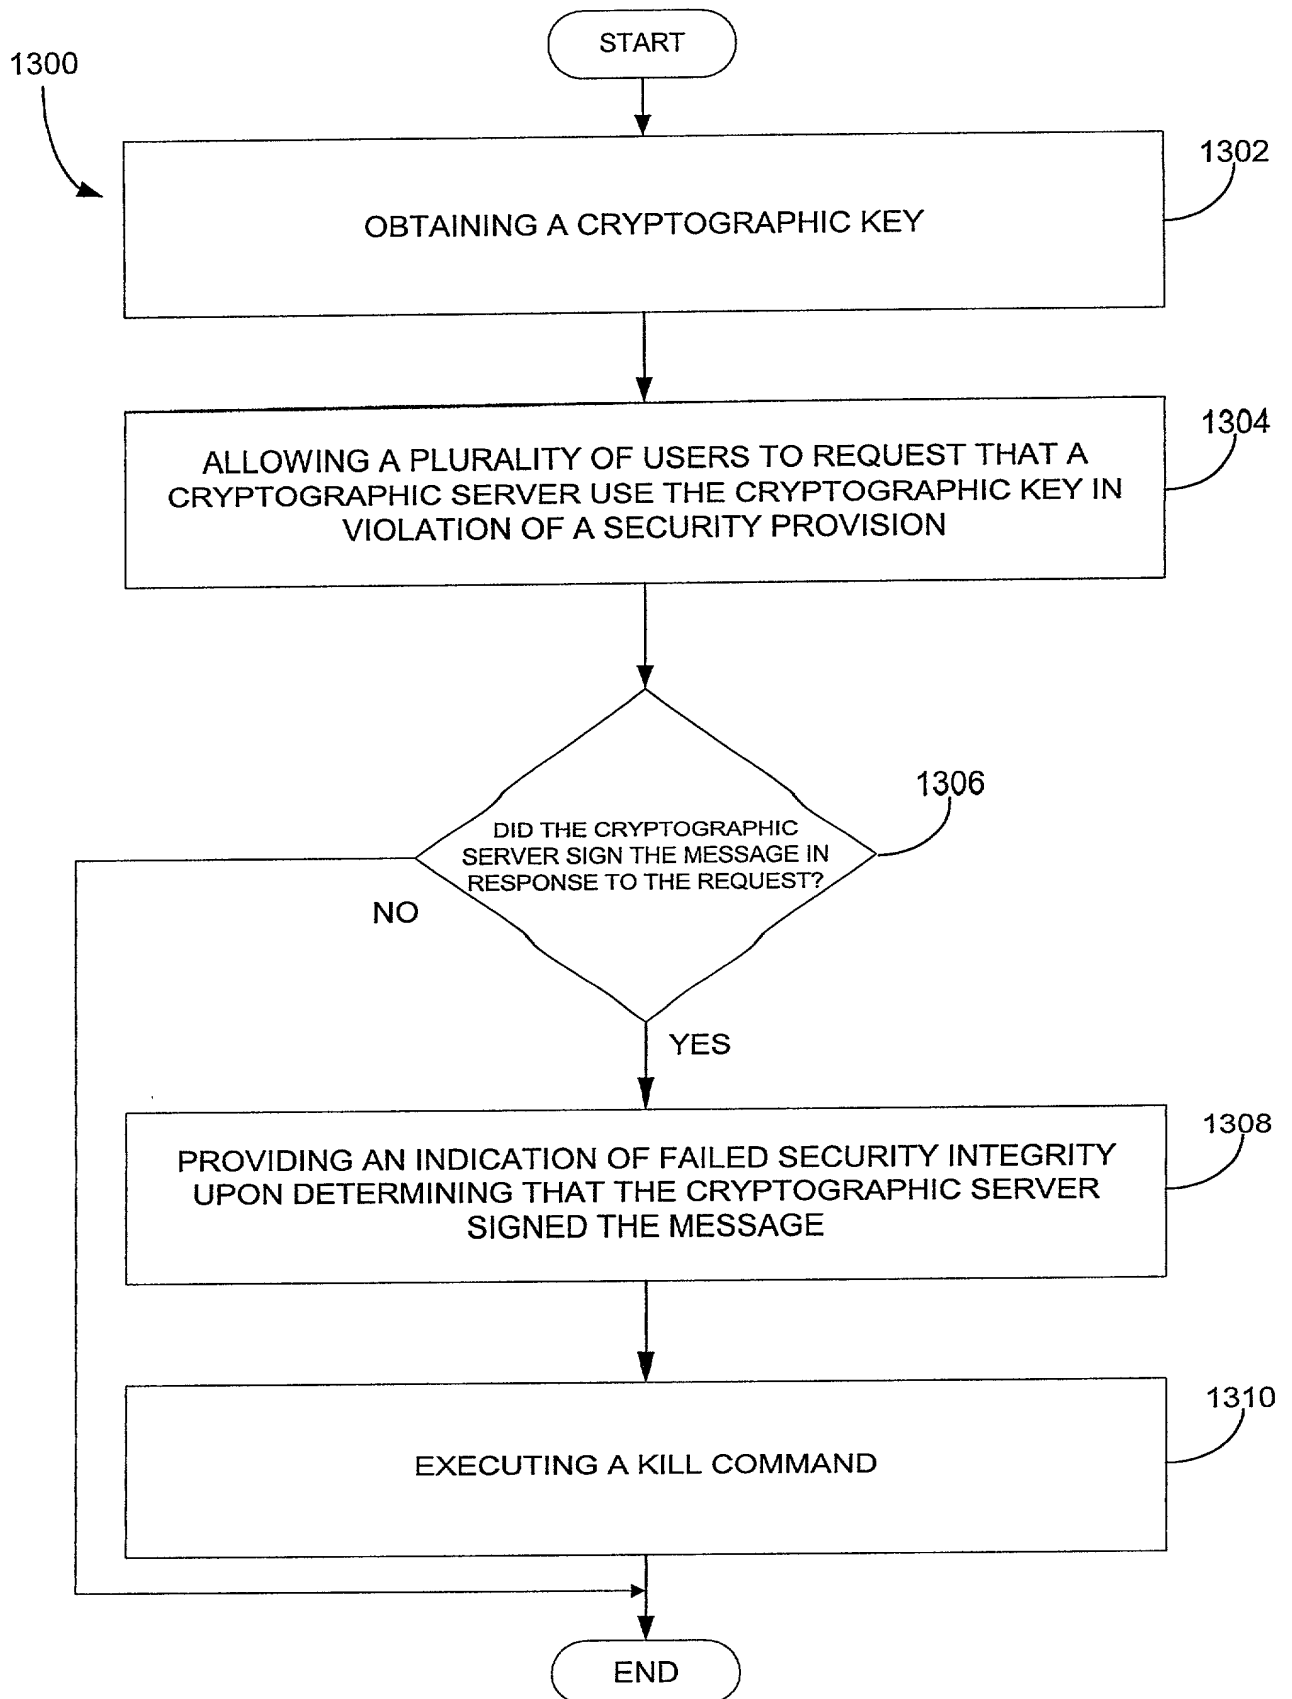 START
1300
1302
OBTAINING A CRYPTOGRAPHIC KEY
1304
ALLOWING A PLURALITY OF USERS TO REQUEST THAT A
CRYPTOGRAPHIC SERVER USE THE CRYPTOGRAPHIC KEY IN
VIOLATION OF A SECURITY PROVISION
1306
DID THE CRYPTOGRAPHIC
SERVER SIGN THE MESSAGE IN
RESPONSE TO THE REQUEST?
NO
YES
1308
PROVIDING AN INDICATION OF FAILED SECURITY INTEGRITY
UPON DETERMINING THAT THE CRYPTOGRAPHIC SERVER
SIGNED THE MESSAGE
1310
EXECUTING A KILL COMMAND
END